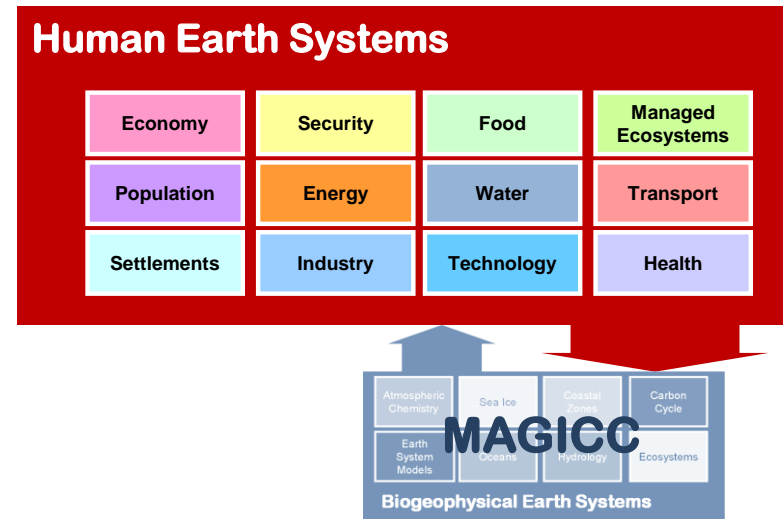 Human Earth Systems
Economy
Security
Food
Managed
Ecosystems
Population
Energy
Water
Transport
Settlements
Industry
Technology
Health
Atmospheric
Chemistry
Sea Ice
Coastal
Zones
Carbon
Cycle
MAGICC
Earth
System
Models
Oceans
Hydrology
Ecosystems
Biogeophysical Earth Systems